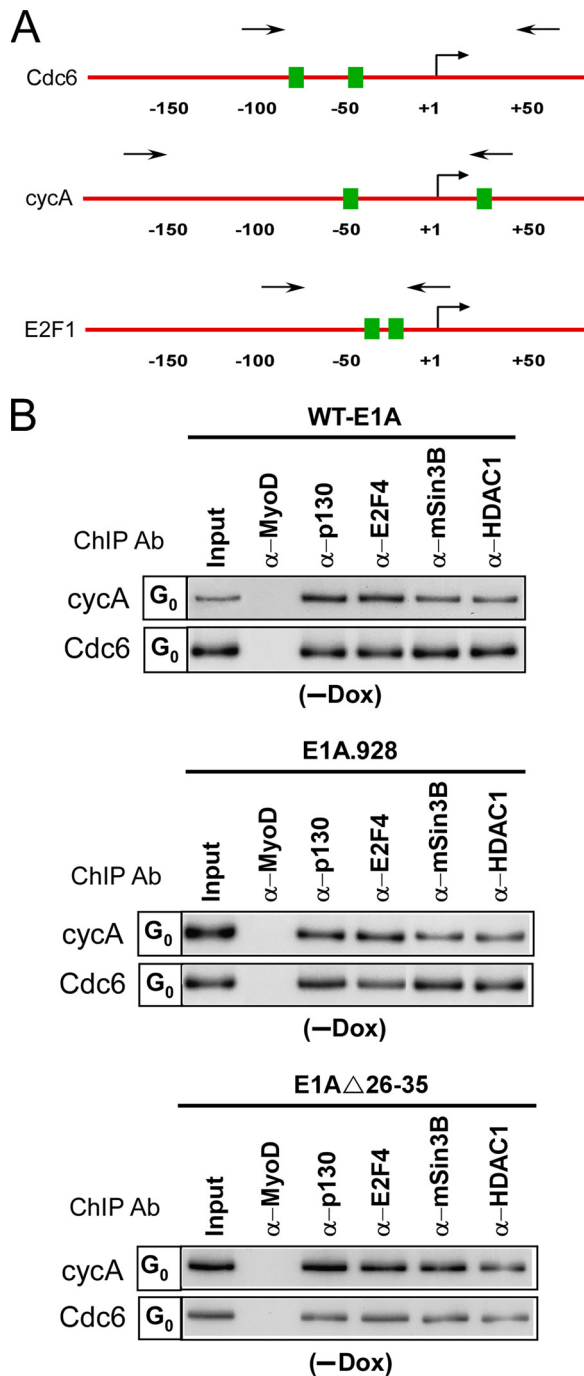 A
Cdc6
-150 -100 -50 +1 +50
cycA
-150 -100 -50 +1 +50
E2F1
-150 -100 -50 +1 +50
B
WT-E1A
ChIP Ab Input α–MyoD α–p130 α–E2F4 α–mSin3B α–HDAC1
cycA G0
Cdc6 G0
(–Dox)
E1A.928
ChIP Ab Input α–MyoD α–p130 α–E2F4 α–mSin3B α–HDAC1
cycA G0
Cdc6 G0
(–Dox)
E1A△26-35
ChIP Ab Input α–MyoD α–p130 α–E2F4 α–mSin3B α–HDAC1
cycA G0
Cdc6 G0
(–Dox)